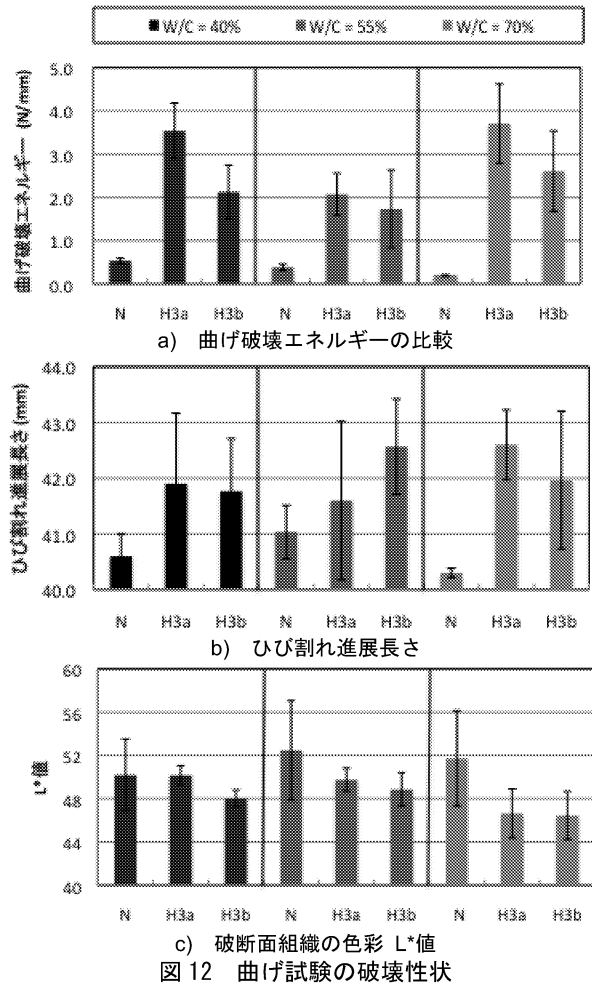 W/C = 40% W/C = 55% W/C = 70%
曲げ破壊エネルギー (N/mm)
5.0
4.0
3.0
2.0
1.0
0.0
N H3a H3b N H3a H3b N H3a H3b
a) 曲げ破壊エネルギーの比較
ひび割れ進展長さ(mm)
44.0
43.0
42.0
41.0
40.0
N H3a H3b N H3a H3b N H3a H3b
b) ひび割れ進展長さ
L*値
60
56
52
48
44
40
N H3a H3b N H3a H3b N H3a H3b
c) 破断面組織の色彩 L*値
図12 曲げ試験の破壊性状